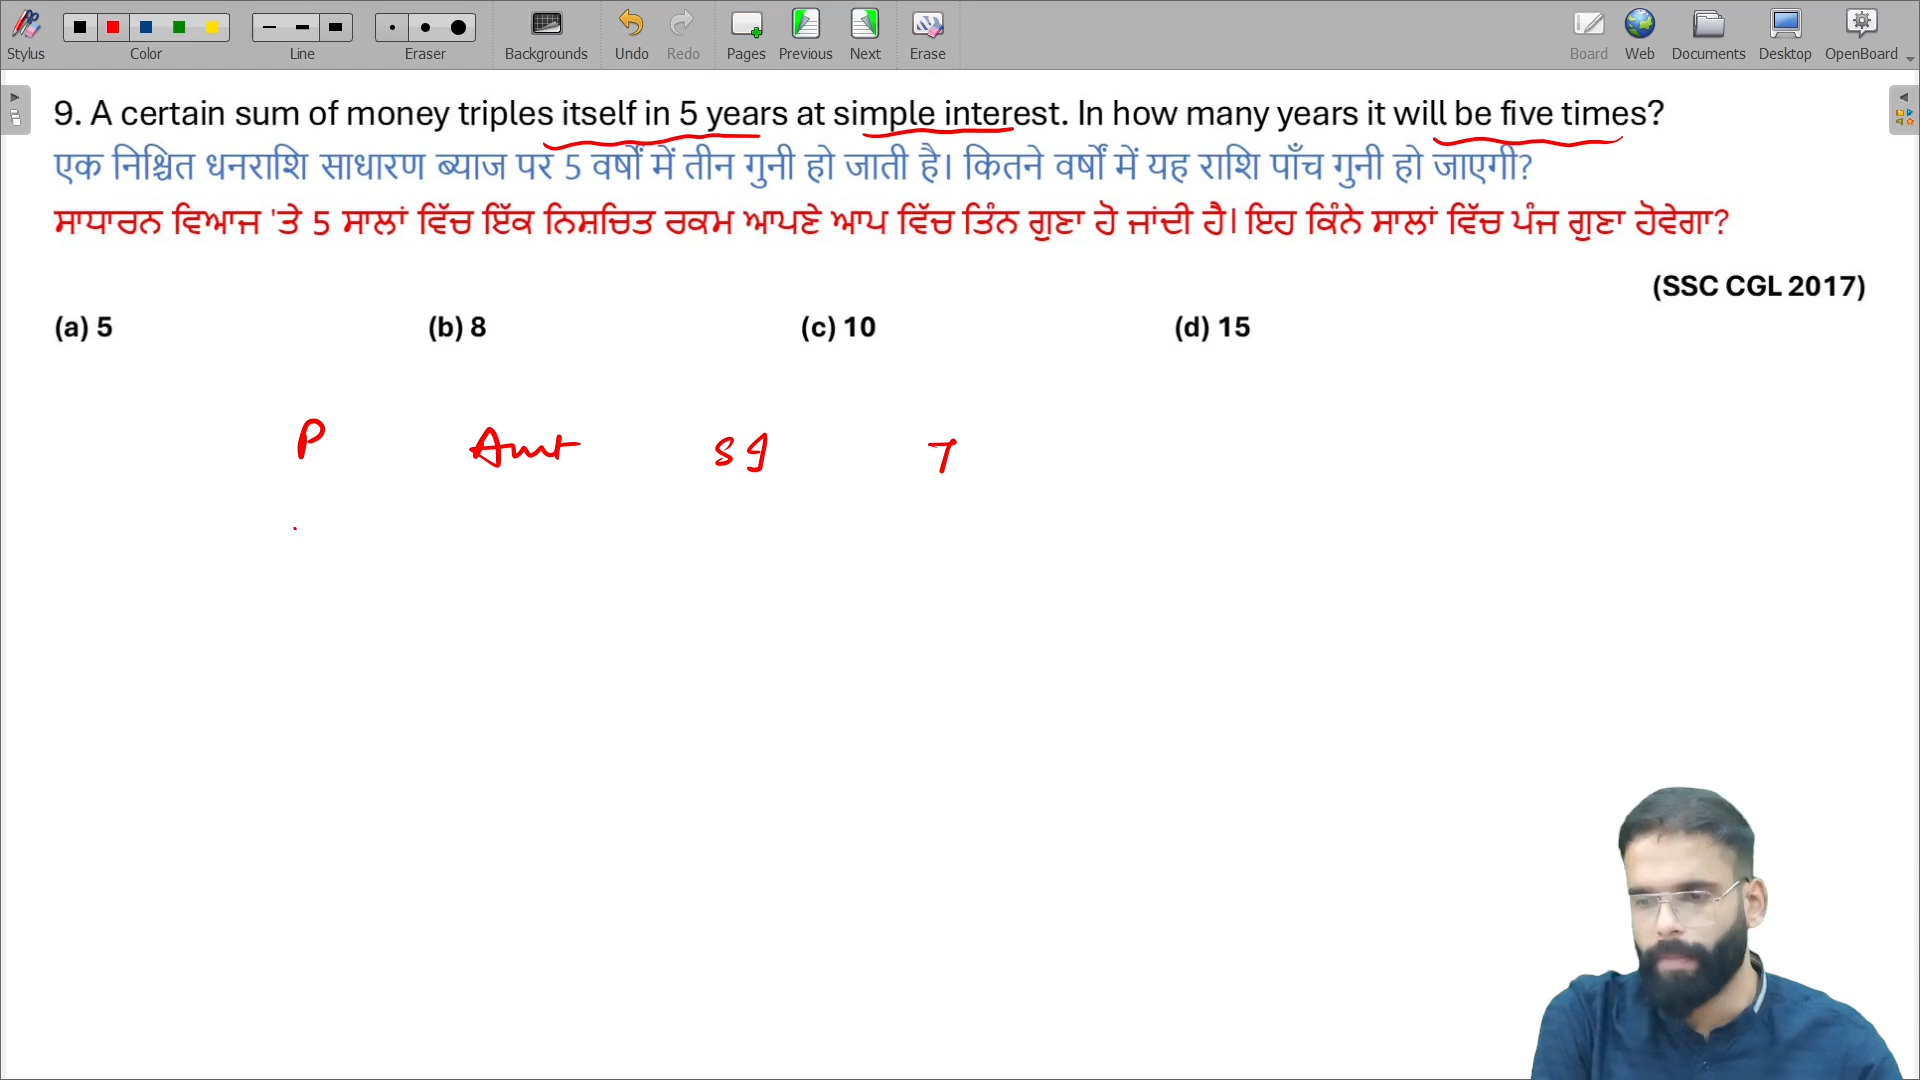 Stylus Color Line Eraser Backgrounds Undo Redo Pages Previous Next Erase Board Web Documents Desktop OpenBoard
9. A certain sum of money triples itself in 5 years at simple interest. In how many years it will be five times?
एक निश्चित धनराशि साधारण ब्याज पर 5 वर्षों में तीन गुनी हो जाती है। कितने वर्षों में यह राशि पाँच गुनी हो जाएगी?
ਸਾਧਾਰਨ ਵਿਆਜ 'ਤੇ 5 ਸਾਲਾਂ ਵਿੱਚ ਇੱਕ ਨਿਸ਼ਚਿਤ ਰਕਮ ਆਪਣੇ ਆਪ ਵਿੱਚ ਤਿੰਨ ਗੁਣਾ ਹੋ ਜਾਂਦੀ ਹੈ। ਇਹ ਕਿੰਨੇ ਸਾਲਾਂ ਵਿੱਚ ਪੰਜ ਗੁਣਾ ਹੋਵੇਗਾ?
(SSC CGL 2017)
(a) 5 (b) 8 (c) 10 (d) 15
P Amt SI T